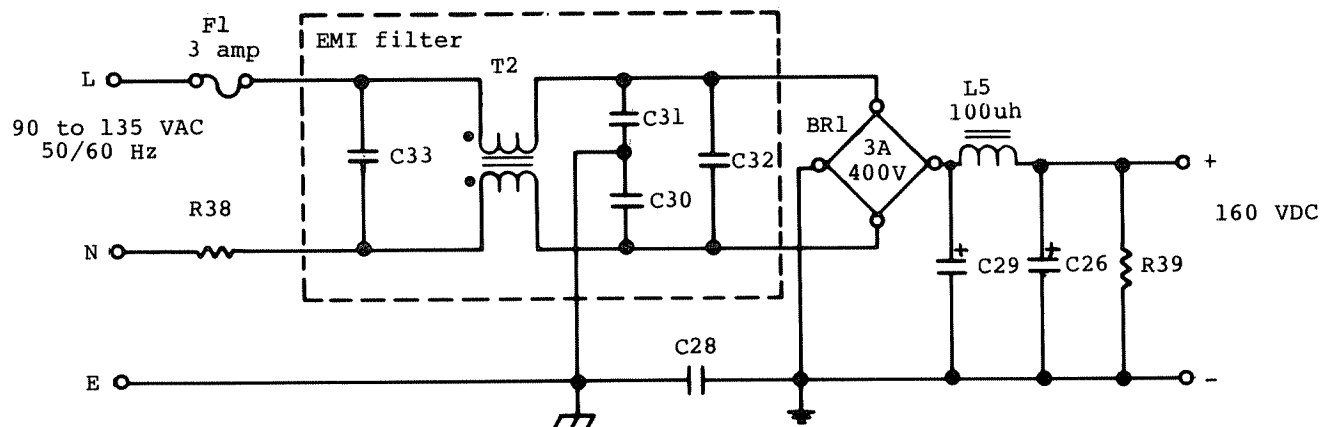 F1
3 amp
EMI filter
T2
L
90 to 135 VAC
50/60 Hz
C33
C31
C30
C32
BR1
3A
400V
L5
100uh
+
160 VDC
R38
N
+
C29
+
C26
R39
C28
E
-